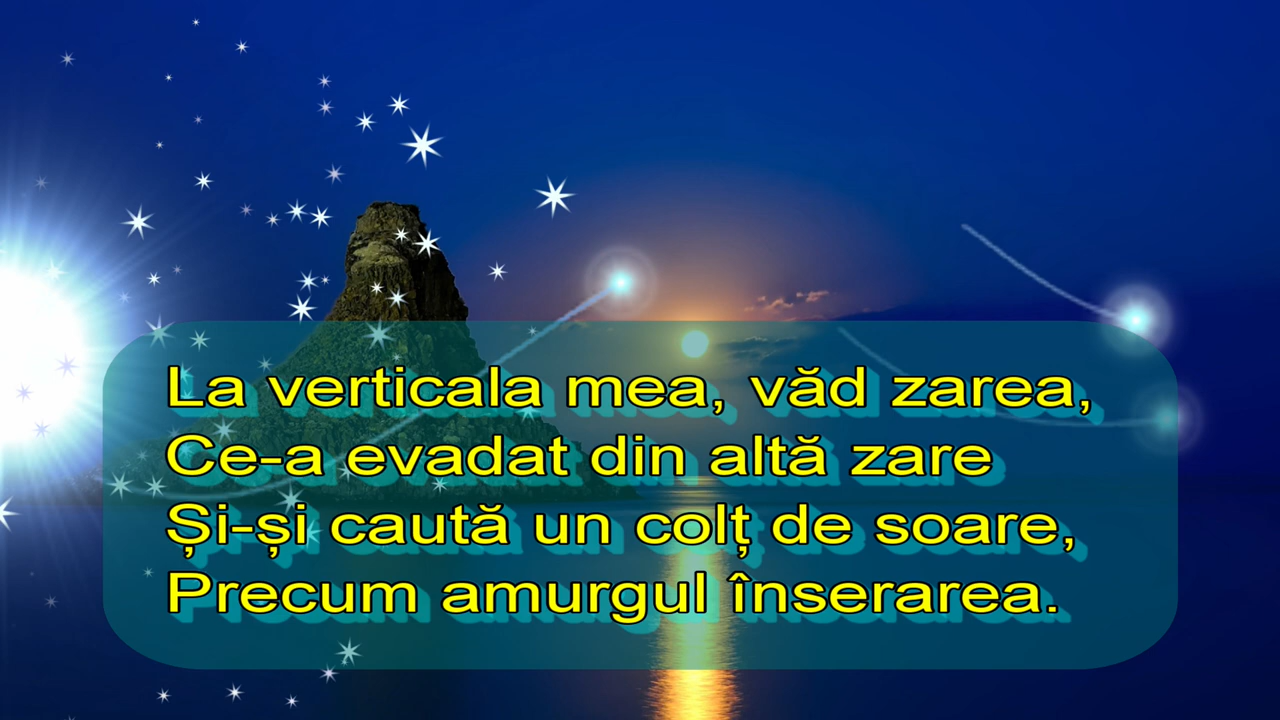 La verticala mea, văd zarea,
Ce-a evadat din altă zare
Și-și caută un colț de soare,
Precum amurgul înserarea.